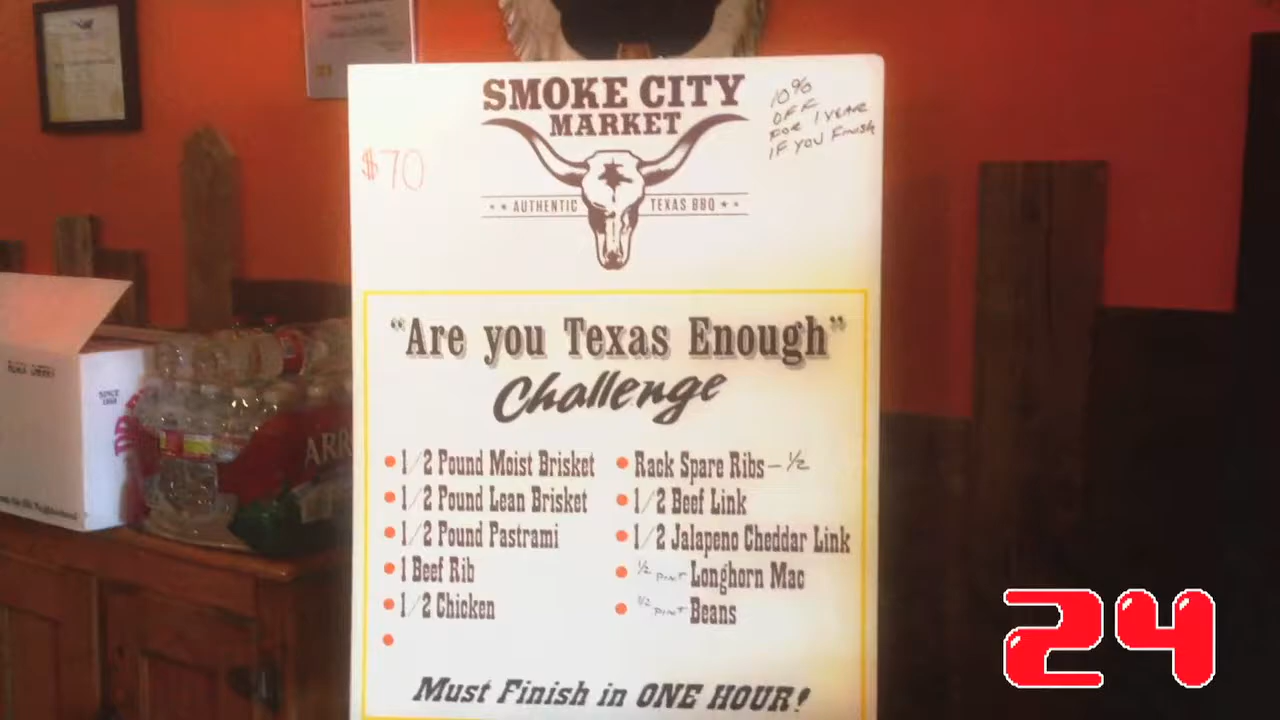 SMOKE CITY
MARKET
10%
OFF
FOR 1 YEAR
IF YOU FINISH
$70
AUTHENTIC TEXAS BBQ
"Are you Texas Enough"
Challenge
1/2 Pound Moist Brisket
1/2 Pound Lean Brisket
1/2 Pound Pastrami
1 Beef Rib
1/2 Chicken
Rack Spare Ribs - 1/2
1/2 Beef Link
1/2 Jalapeno Cheddar Link
1/2 PINT Longhorn Mac
1/2 PINT Beans
Must Finish in ONE HOUR!
SINCE
ARR
24